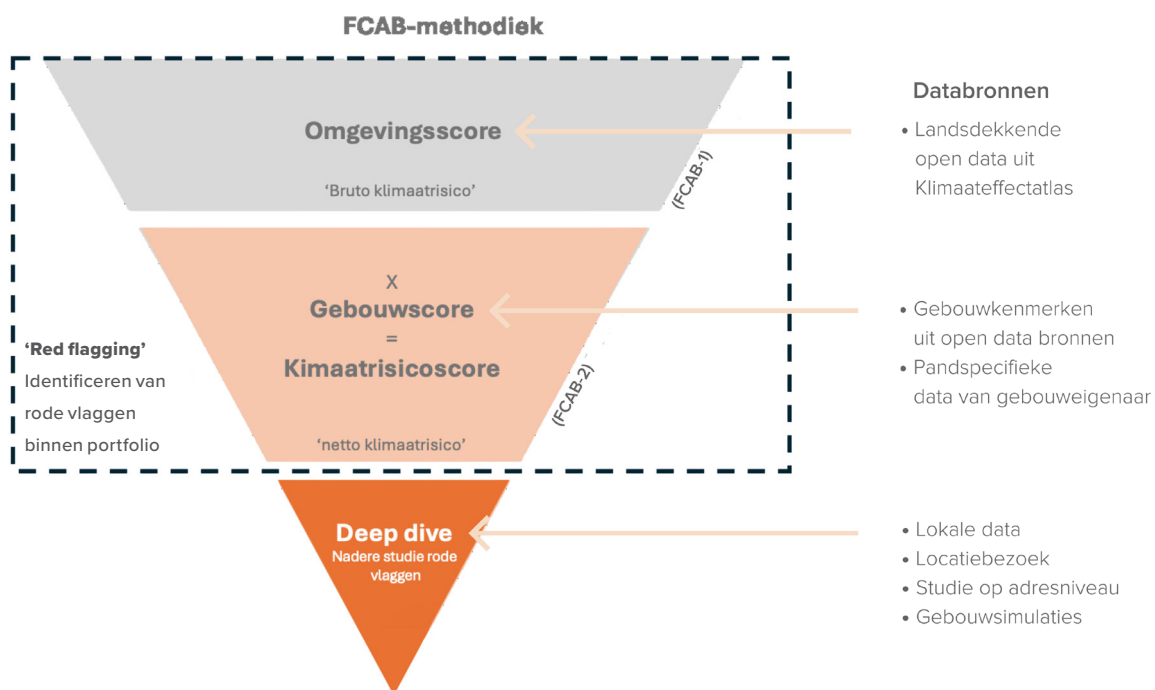 FCAB-methodiek
Omgevingsscore
‘Bruto klimaatrisico’
(FCAB-1)
Databronnen
• Landsdekkende
open data uit
Klimaateffectatlas
X
Gebouwscore
=
Kimaatrisicoscore
‘netto klimaatrisico’
(FCAB-2)
• Gebouwkenmerken
uit open data bronnen
• Pandspecifieke
data van gebouweigenaar
‘Red flagging’
Identificeren van
rode vlaggen
binnen portfolio
Deep dive
Nadere studie rode
vlaggen
• Lokale data
• Locatiebezoek
• Studie op adresniveau
• Gebouwsimulaties